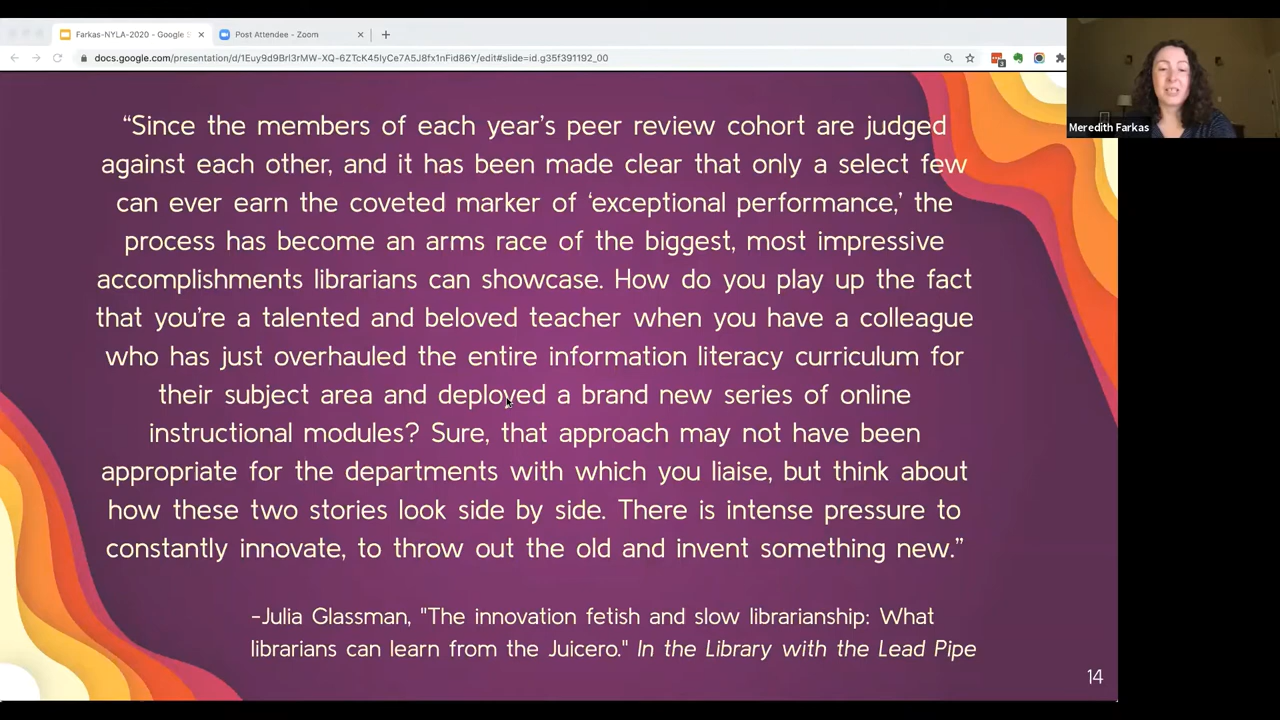 Farkas-NYLA-2020 - Google S
Post Attendee - Zoom
docs.google.com/presentation/d/1Euy9d9Brl3rMW-XQ-6ZTcK45lyCe7A5J8fx1nFid86Y/edit#slide=id.g35f391192_00
Meredith Farkas
“Since the members of each year’s peer review cohort are judged
against each other, and it has been made clear that only a select few
can ever earn the coveted marker of ‘exceptional performance,’ the
process has become an arms race of the biggest, most impressive
accomplishments librarians can showcase. How do you play up the fact
that you’re a talented and beloved teacher when you have a colleague
who has just overhauled the entire information literacy curriculum for
their subject area and deployed a brand new series of online
instructional modules? Sure, that approach may not have been
appropriate for the departments with which you liaise, but think about
how these two stories look side by side. There is intense pressure to
constantly innovate, to throw out the old and invent something new.”
-Julia Glassman, "The innovation fetish and slow librarianship: What
librarians can learn from the Juicero." In the Library with the Lead Pipe
14